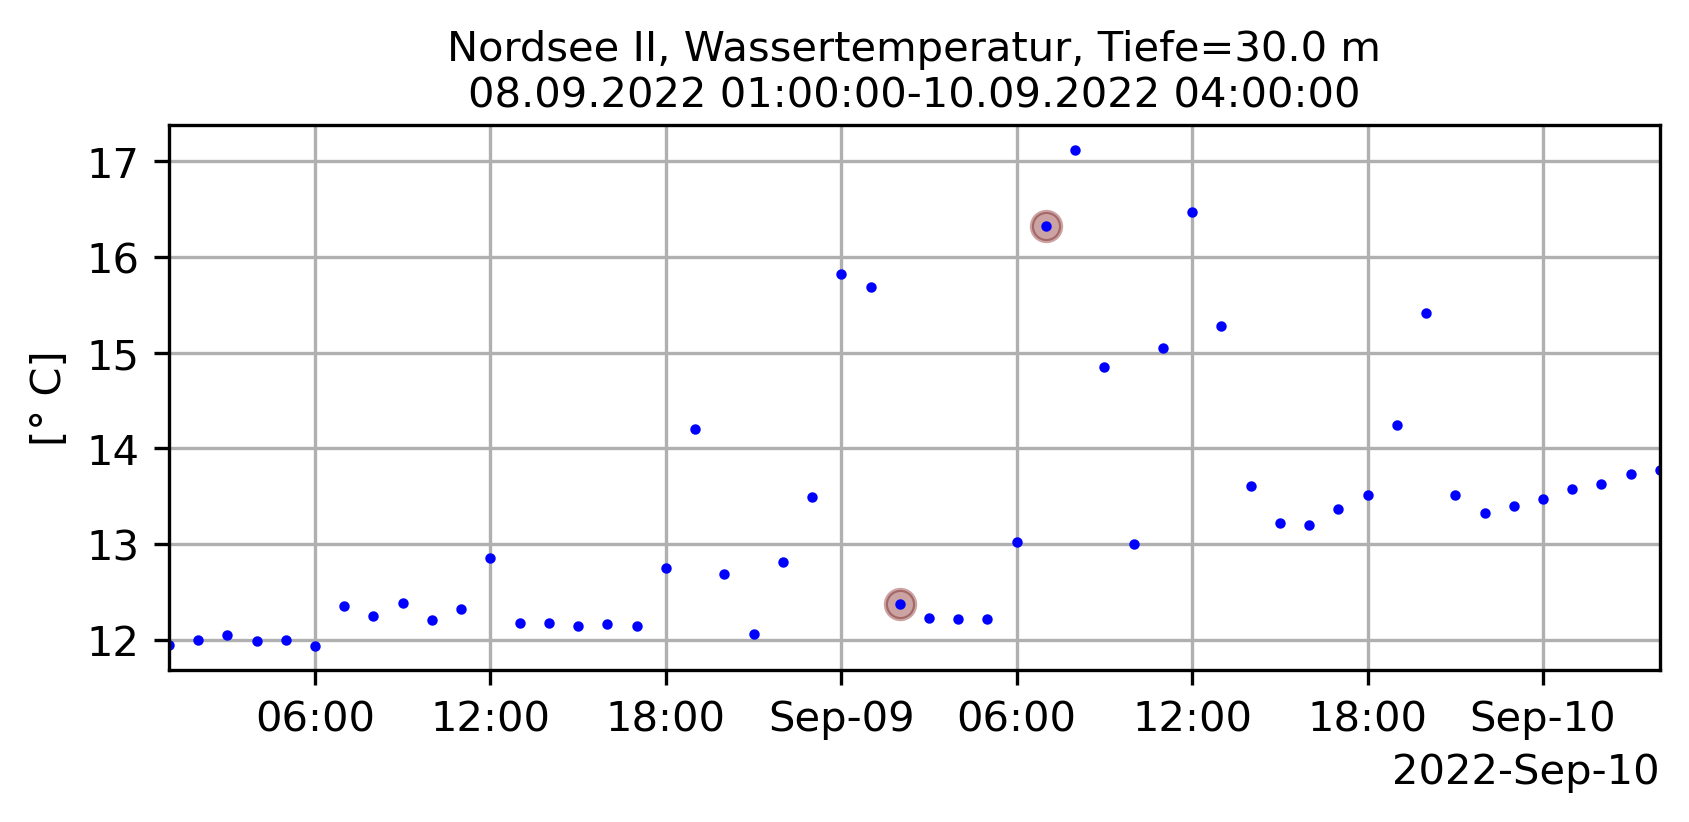 Nordsee II, Wassertemperatur, Tiefe=30.0 m
08.09.2022 01:00:00-10.09.2022 04:00:00
17
16
15
14
13
12
[° C]
06:00 12:00 18:00 Sep-09 06:00 12:00 18:00 Sep-10
2022-Sep-10